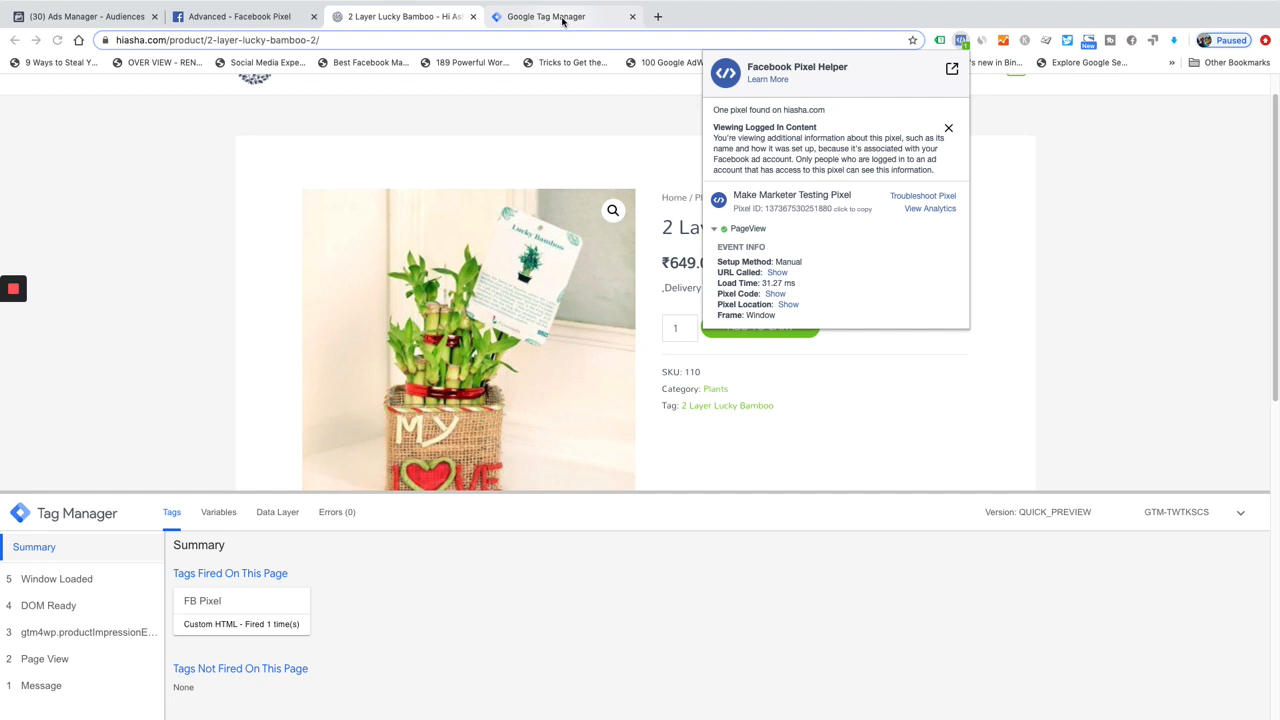 (30) Ads Manager - Audiences
Advanced - Facebook Pixel
2 Layer Lucky Bamboo - Hi As
Google Tag Manager
hiasha.com/product/2-layer-lucky-bamboo-2/
New
1
Paused
9 Ways to Steal Y...
OVER VIEW - REN...
Social Media Expe...
Best Facebook Ma...
189 Powerful Wor...
Tricks to Get the...
100 Google AdW
's new in Bin...
Explore Google Se...
»
Other Bookmarks
Facebook Pixel Helper
Learn More
One pixel found on hiasha.com
Viewing Logged In Content
You're viewing additional information about this pixel, such as its
name and how it was set up, because it's associated with your
Facebook ad account. Only people who are logged in to an ad
account that has access to this pixel can see this information.
Make Marketer Testing Pixel
Troubleshoot Pixel
Pixel ID: 137367530251880 click to copy
View Analytics
PageView
EVENT INFO
Setup Method: Manual
URL Called: Show
Load Time: 31.27 ms
Pixel Code: Show
Pixel Location: Show
Frame: Window
Home / Pl
2 La
₹649.0
,Delivery
1
SKU: 110
Category: Plants
Tag: 2 Layer Lucky Bamboo
Lucky Bamboo
MY
LOVE
Tag Manager
Tags
Variables
Data Layer
Errors (0)
Version: QUICK_PREVIEW
GTM-TWTKSCS
Summary
5 Window Loaded
4 DOM Ready
3 gtm4wp.productImpressionE...
2 Page View
1 Message
Summary
Tags Fired On This Page
FB Pixel
Custom HTML - Fired 1 time(s)
Tags Not Fired On This Page
None